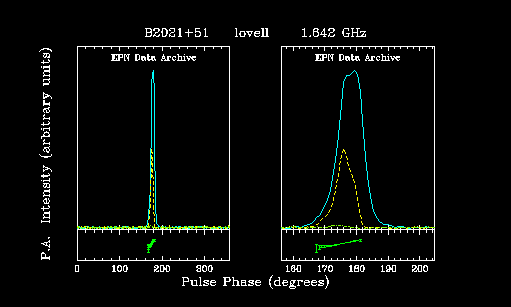 B2021+51 lovell 1.642 GHz
EPN Data Archive EPN Data Archive
P.A. Intensity (arbitrary units)
0 100 200 300 160 170 180 190 200
Pulse Phase (degrees)